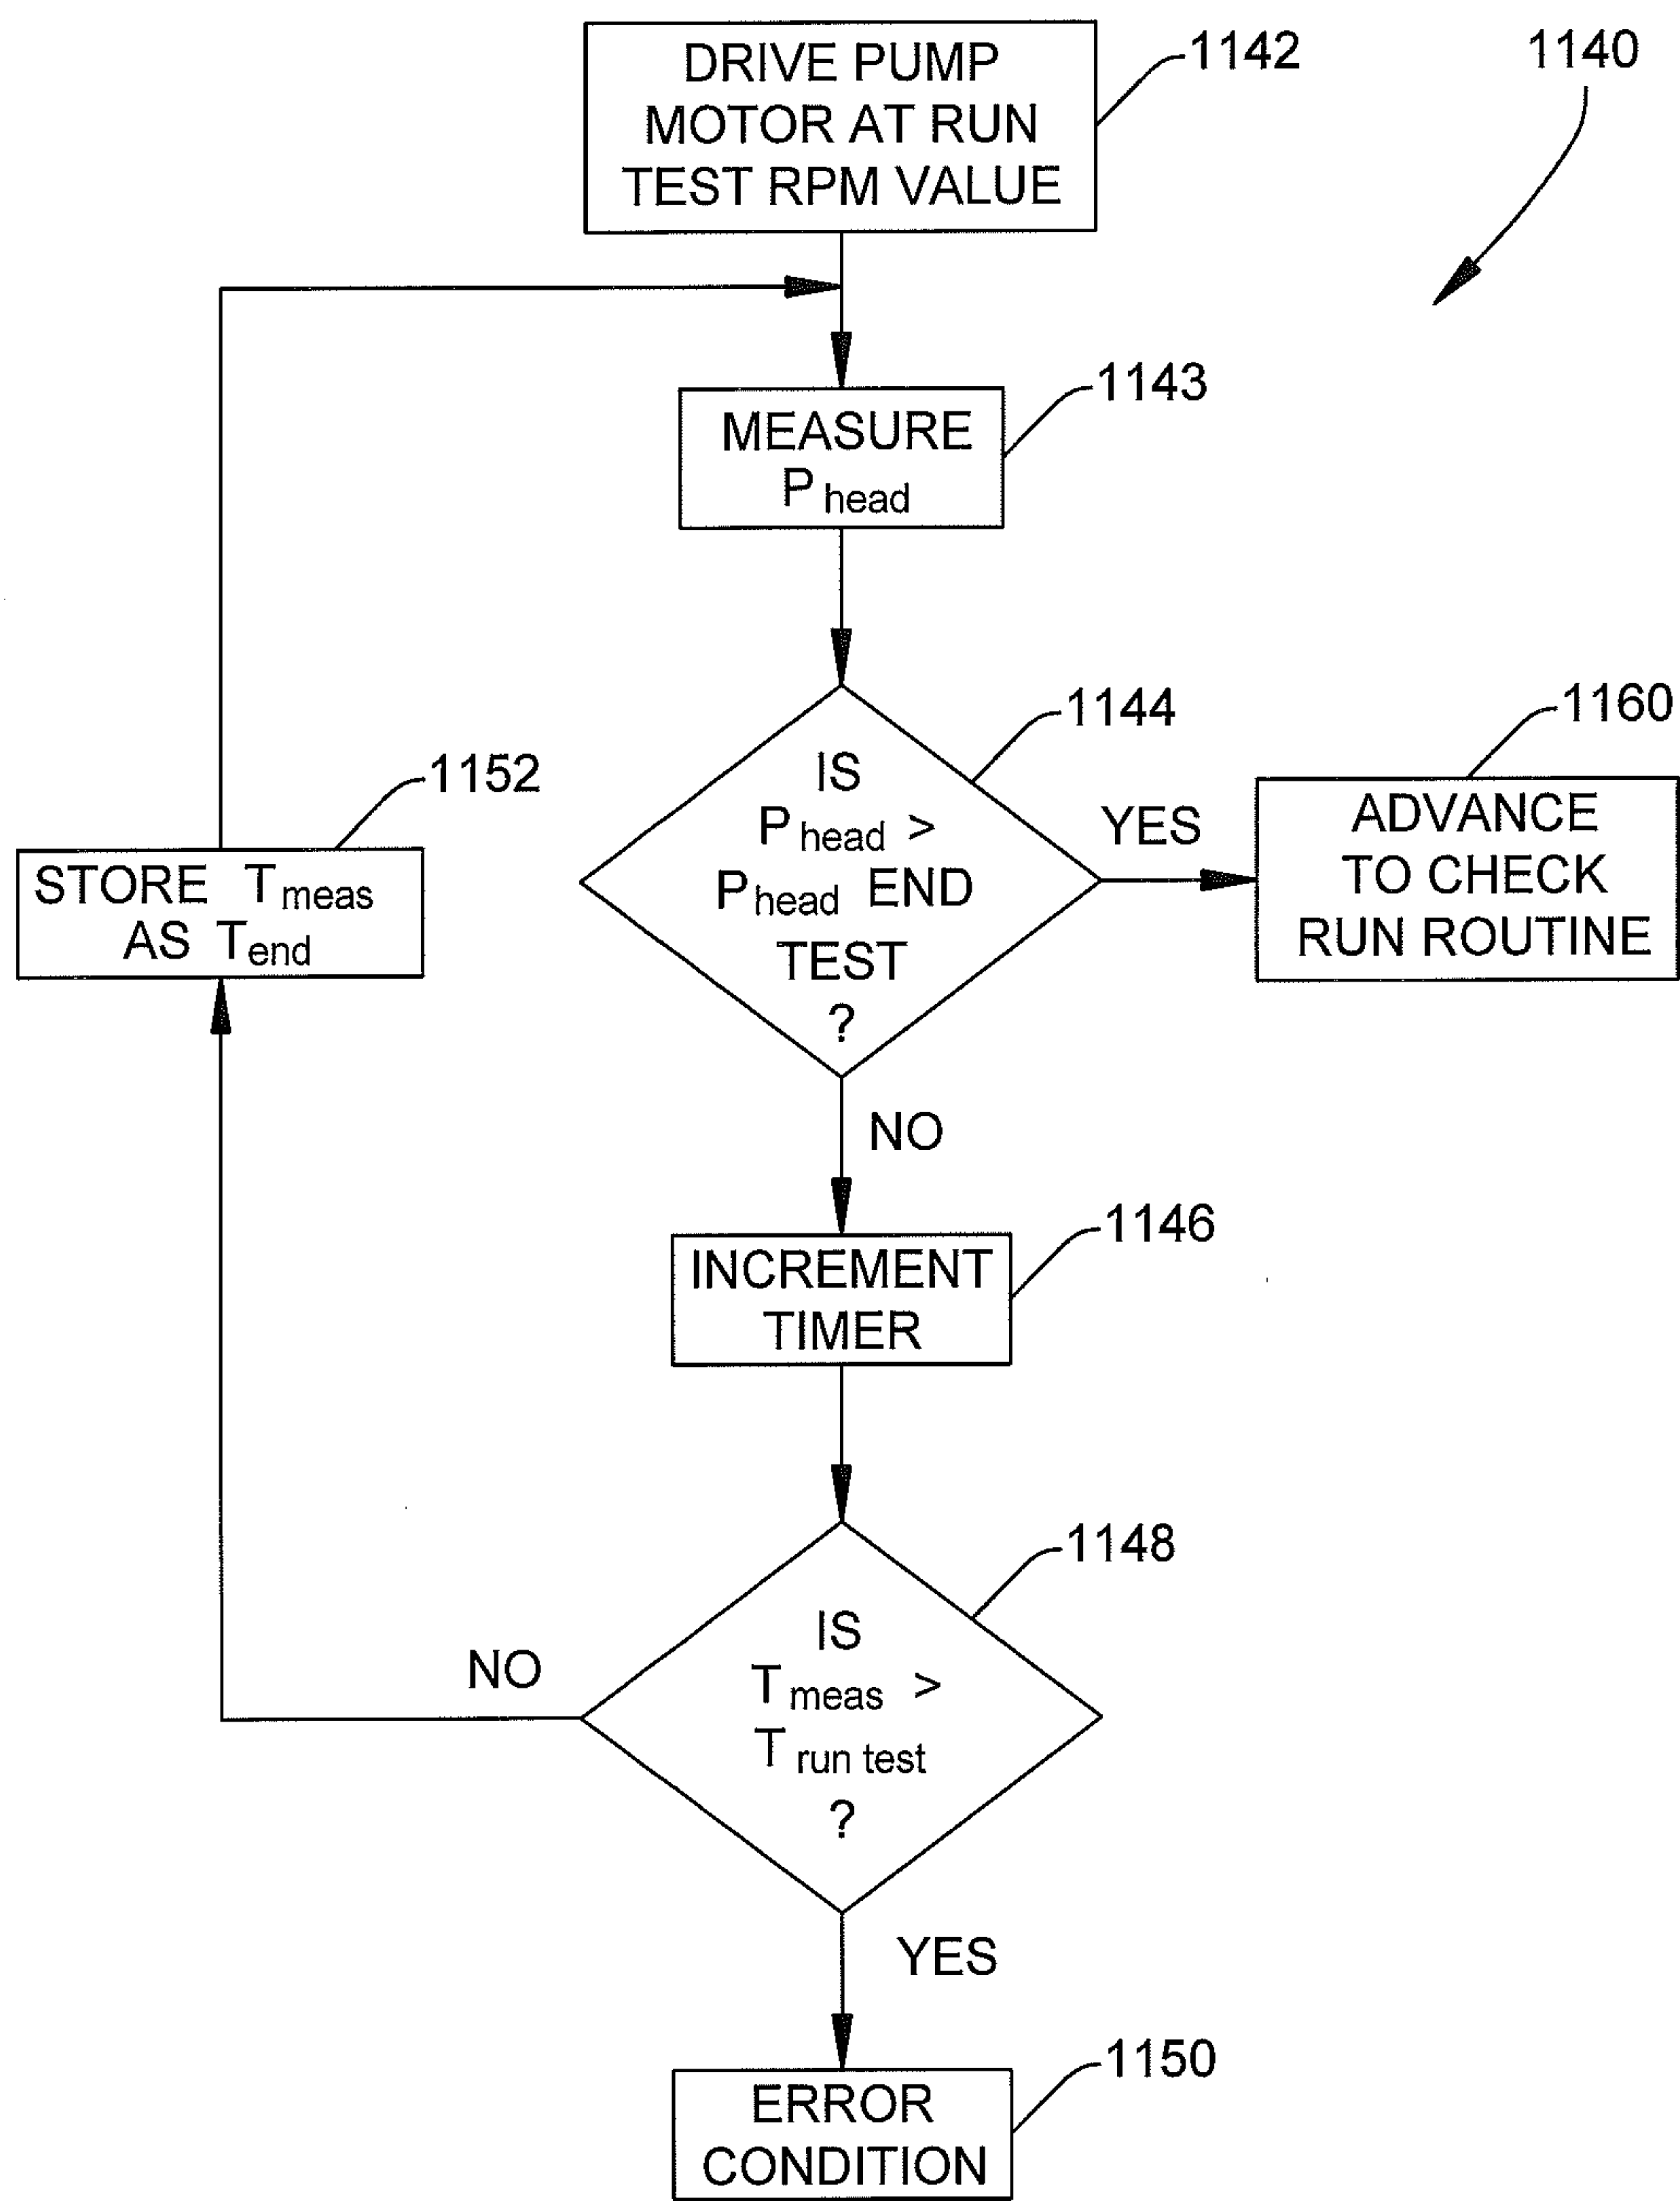 DRIVE PUMP
MOTOR AT RUN
TEST RPM VALUE
1142
1140
MEASURE
P head
1143
IS
P head >
P head END
TEST
?
1144
YES
1160
ADVANCE
TO CHECK
RUN ROUTINE
1152
STORE T meas
AS T end
NO
INCREMENT
TIMER
1146
IS
T meas >
T run test
?
1148
NO
YES
ERROR
CONDITION
1150